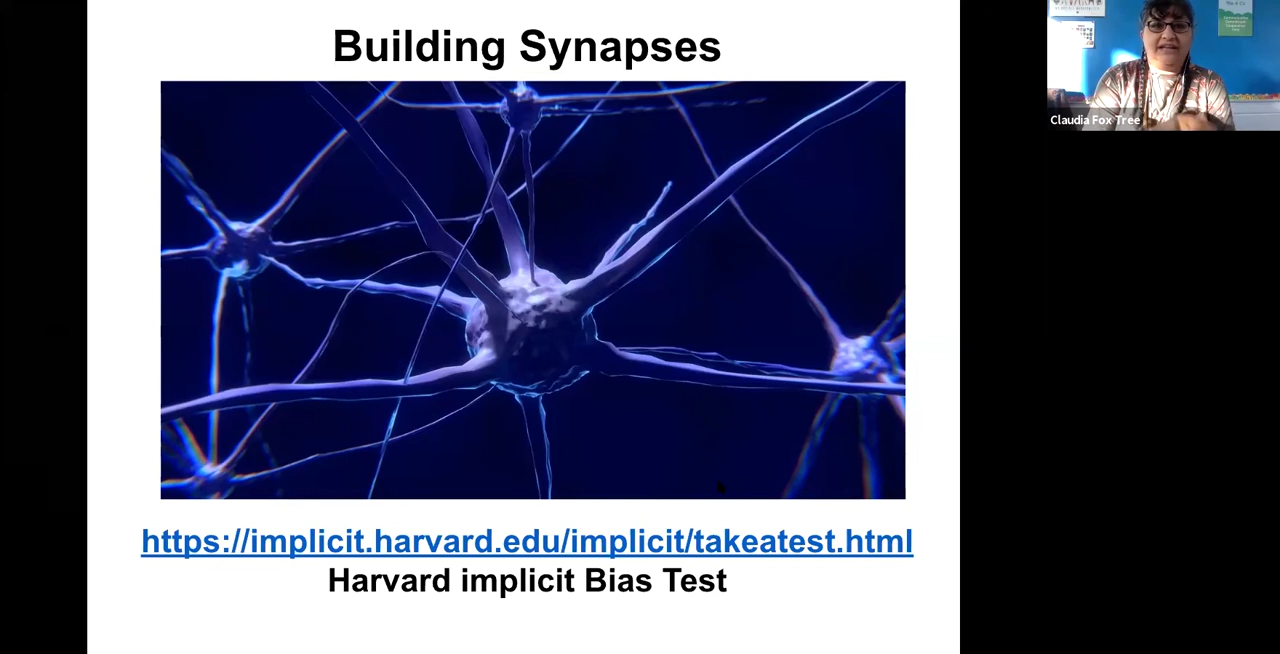 Building Synapses
Claudia Fox Tree
https://implicit.harvard.edu/implicit/takeatest.html
Harvard implicit Bias Test